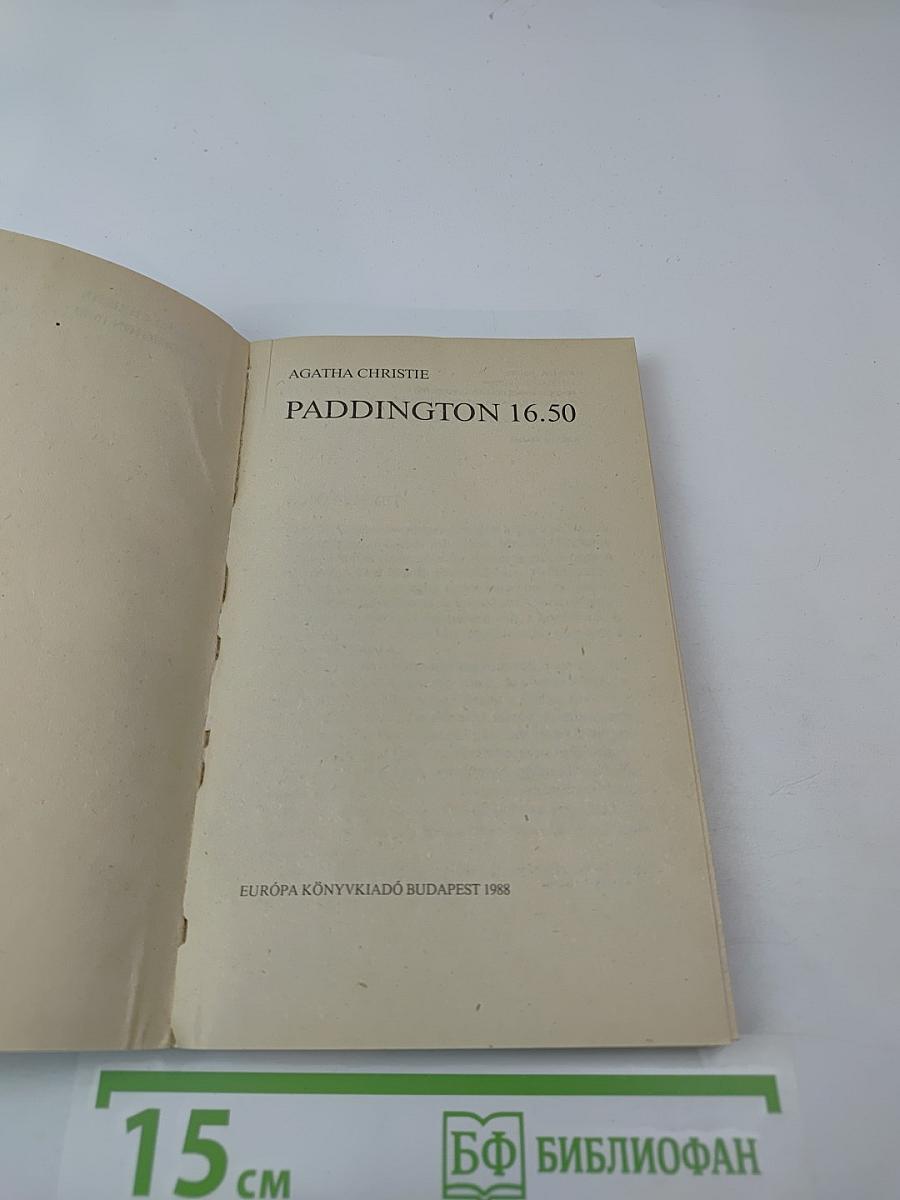 AGATHA CHRISTIE
PADDINGTON 16.50
EURÓPA KÖNYVKIADÓ BUDAPEST 1988
15 см
БФ БИБЛИОФАН